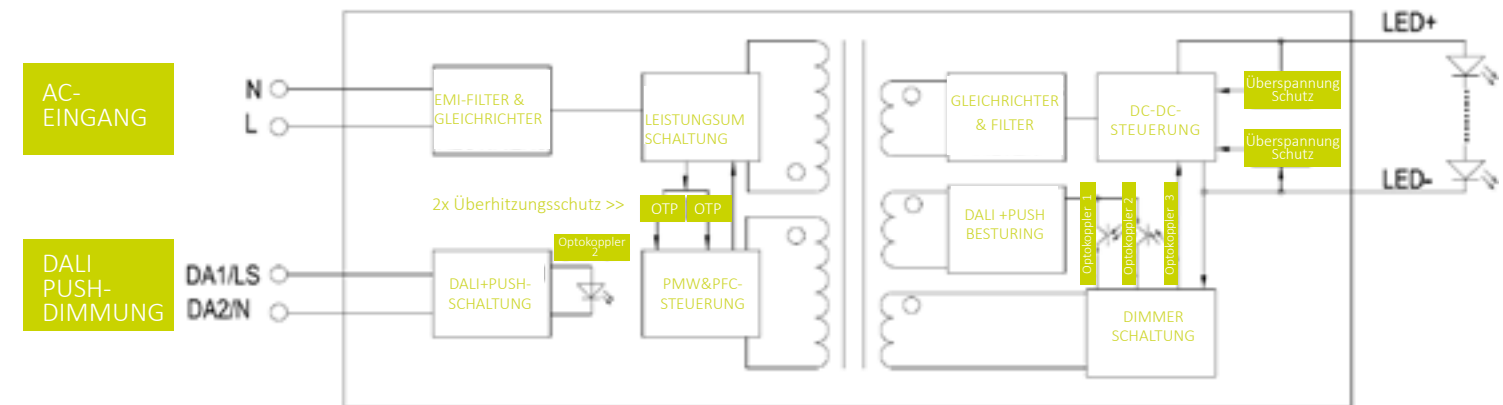 AC-
EINGANG
N
L
EMI-FILTER &
GLEICHRICHTER
LEISTUNGSUM
SCHALTUNG
GLEICHRICHTER
& FILTER
DC-DC-
STEUERUNG
Überspannung
Schutz
Überspannung
Schutz
LED+
LED-
2x Überhitzungsschutz >>
OTP
OTP
DALI
PUSH-
DIMMUNG
DA1/LS
DA2/N
DALI+PUSH-
SCHALTUNG
Optokoppler
2
PMW&PFC-
STEUERUNG
DALI +PUSH
BESTURING
Optokoppler 1
Optokoppler 2
Optokoppler 3
DIMMER
SCHALTUNG